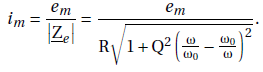 i_m = e_m / |Z_e| = e_m / (R √(1 + Q² (ω/ω₀ − ω₀/ω)²)).